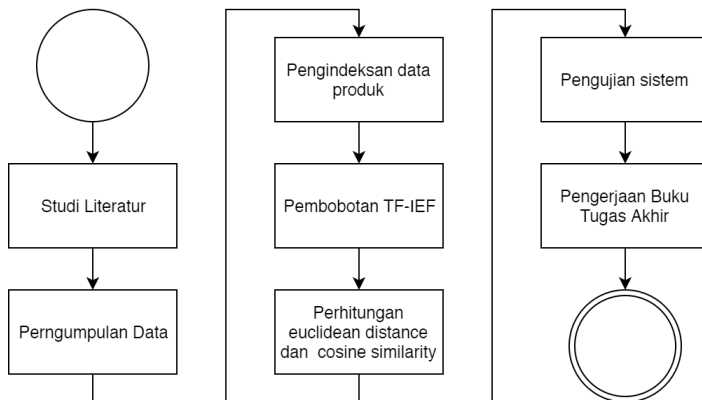 Studi Literatur
Perngumpulan Data
Pengindeksan data
produk
Pembobotan TF-IEF
Perhitungan
euclidean distance
dan cosine similarity
Pengujian sistem
Pengerjaan Buku
Tugas Akhir